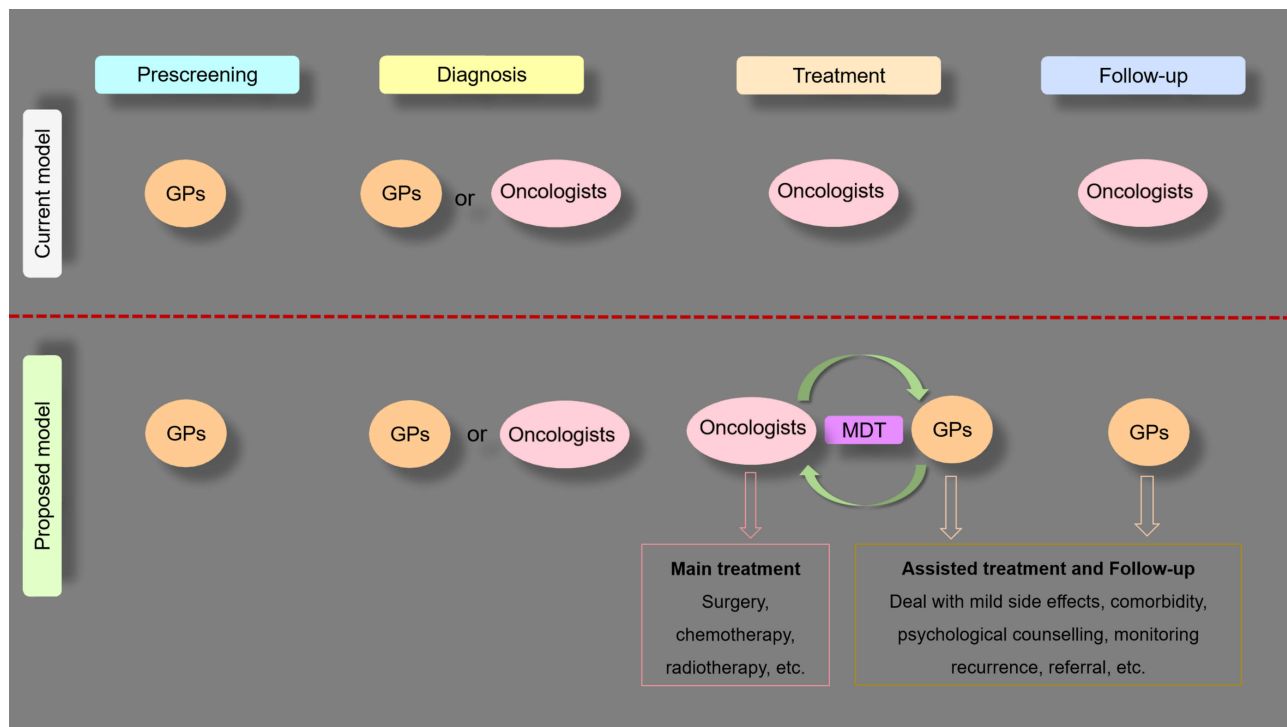 Prescreening
Diagnosis
Treatment
Follow-up
Current model
GPs
GPs
or
Oncologists
Oncologists
Oncologists
Proposed model
GPs
GPs
or
Oncologists
Oncologists
MDT
GPs
GPs
Main treatment
Surgery,
chemotherapy,
radiotherapy, etc.
Assisted treatment and Follow-up
Deal with mild side effects, comorbidity,
psychological counselling, monitoring
recurrence, referral, etc.